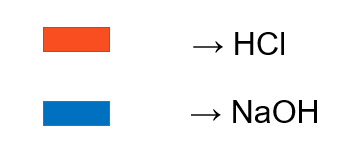 → HCl
→ NaOH